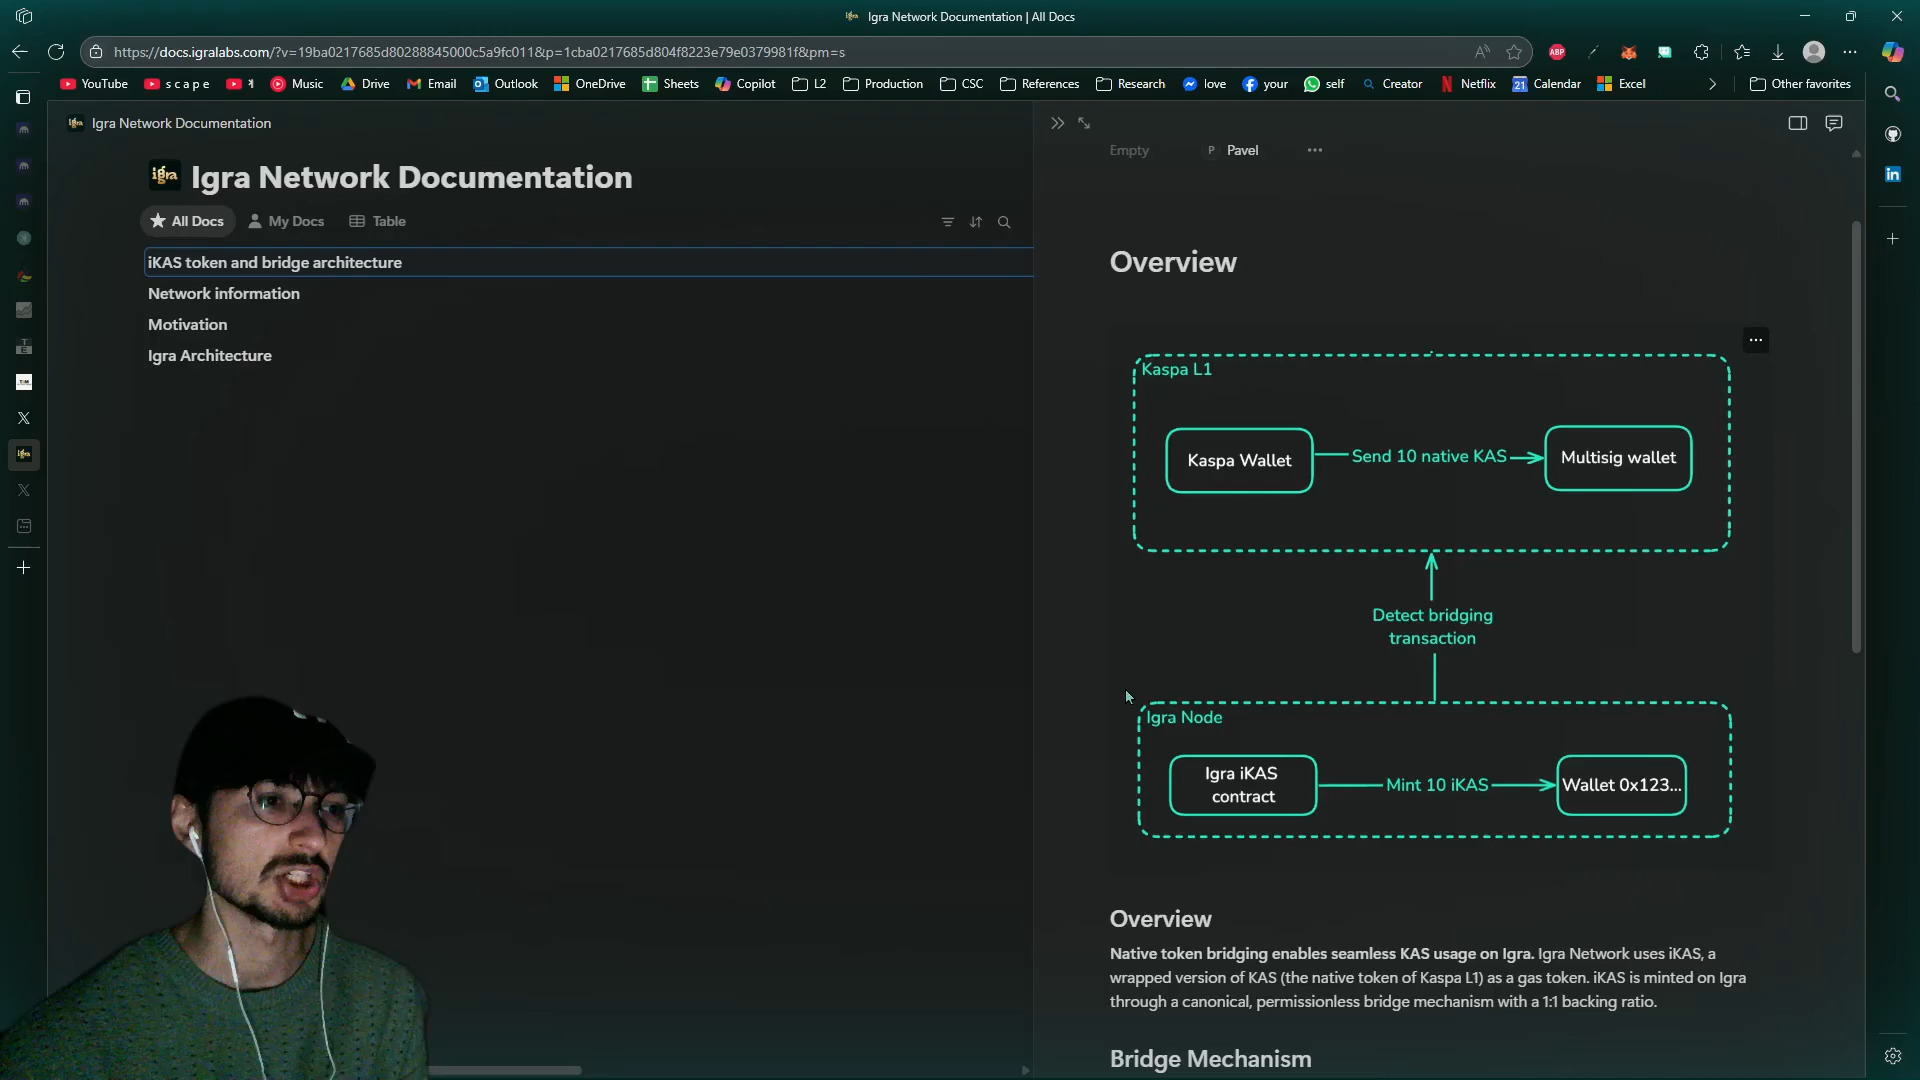 Igra Network Documentation | All Docs
https://docs.igralabs.com/?v=19ba0217685d80288845000c5a9fc011&p=1cba0217685d804f8223e79e0379981f&pm=s
ABP
YouTube
s c a p e
Music
Drive
Email
Outlook
OneDrive
Sheets
Copilot
L2
Production
CSC
References
Research
love
your
self
Creator
Netflix
21
Calendar
Excel
Other favorites
Igra Network Documentation
igra
Igra Network Documentation
All Docs
My Docs
Table
iKAS token and bridge architecture
Network information
Motivation
Igra Architecture
Empty
P
Pavel
Overview
Kaspa L1
Kaspa Wallet
Send 10 native KAS
Multisig wallet
Detect bridging
transaction
Igra Node
Igra iKAS
contract
Mint 10 iKAS
Wallet 0x123...
Overview
Native token bridging enables seamless KAS usage on Igra. Igra Network uses iKAS, a
wrapped version of KAS (the native token of Kaspa L1) as a gas token. iKAS is minted on Igra
through a canonical, permissionless bridge mechanism with a 1:1 backing ratio.
Bridge Mechanism